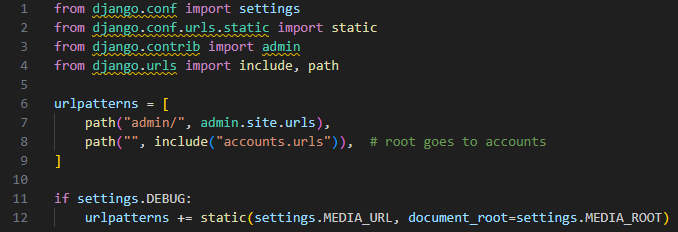 1 from django.conf import settings
2 from django.conf.urls.static import static
3 from django.contrib import admin
4 from django.urls import include, path
5
6 urlpatterns = [
7     path("admin/", admin.site.urls),
8     path("", include("accounts.urls")),  # root goes to accounts
9 ]
10
11 if settings.DEBUG:
12     urlpatterns += static(settings.MEDIA_URL, document_root=settings.MEDIA_ROOT)